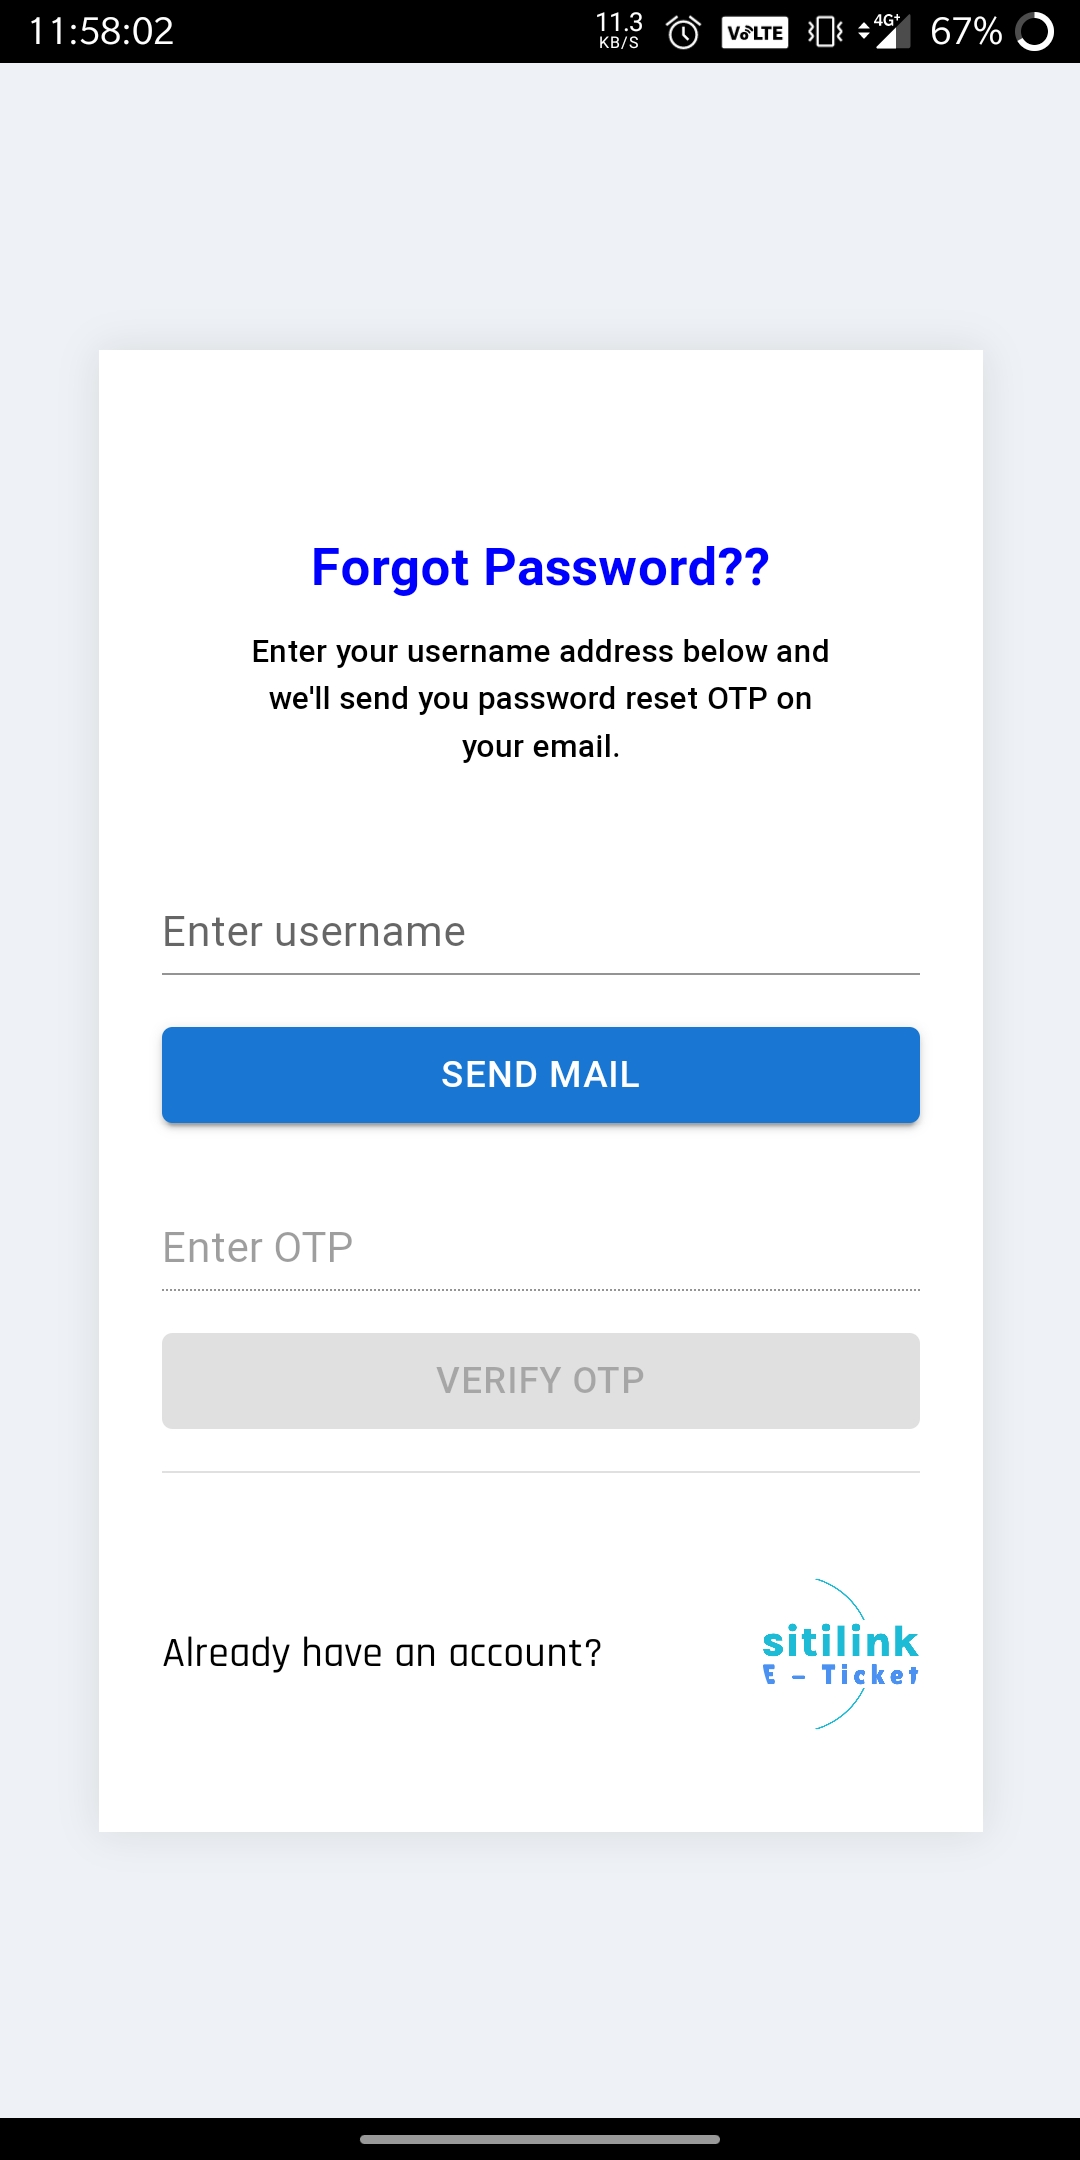 11:58:02
11.3
KB/S
VoLTE
4G+
67%
Forgot Password??
Enter your username address below and
we'll send you password reset OTP on
your email.
Enter username
SEND MAIL
Enter OTP
VERIFY OTP
Already have an account?
sitilink
E - Ticket